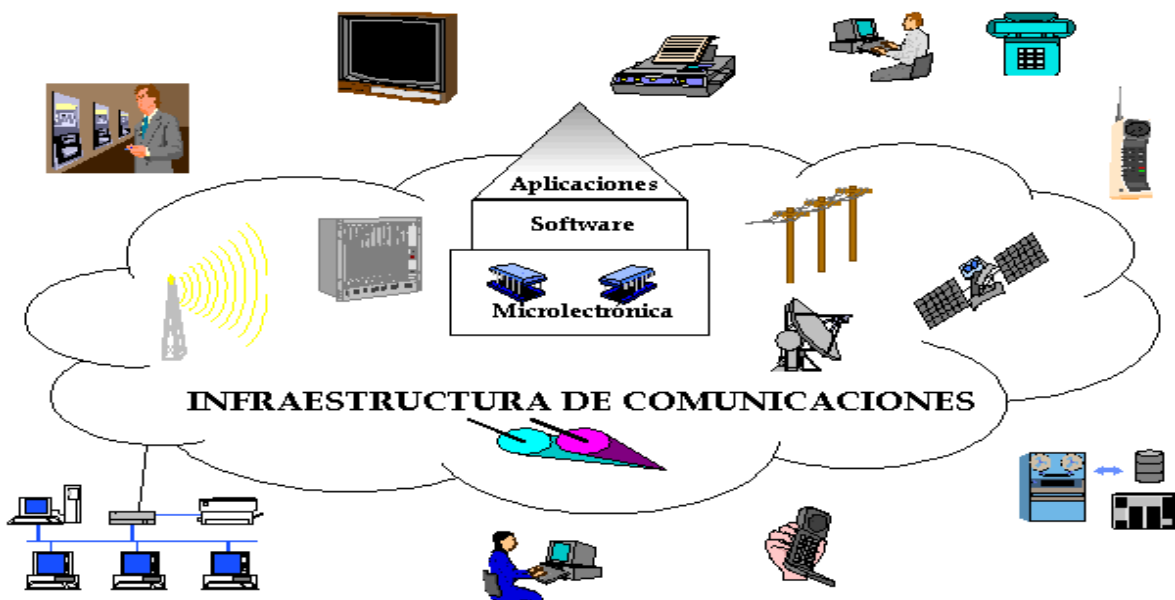 Aplicaciones
Software
Microlectrónica
INFRAESTRUCTURA DE COMUNICACIONES